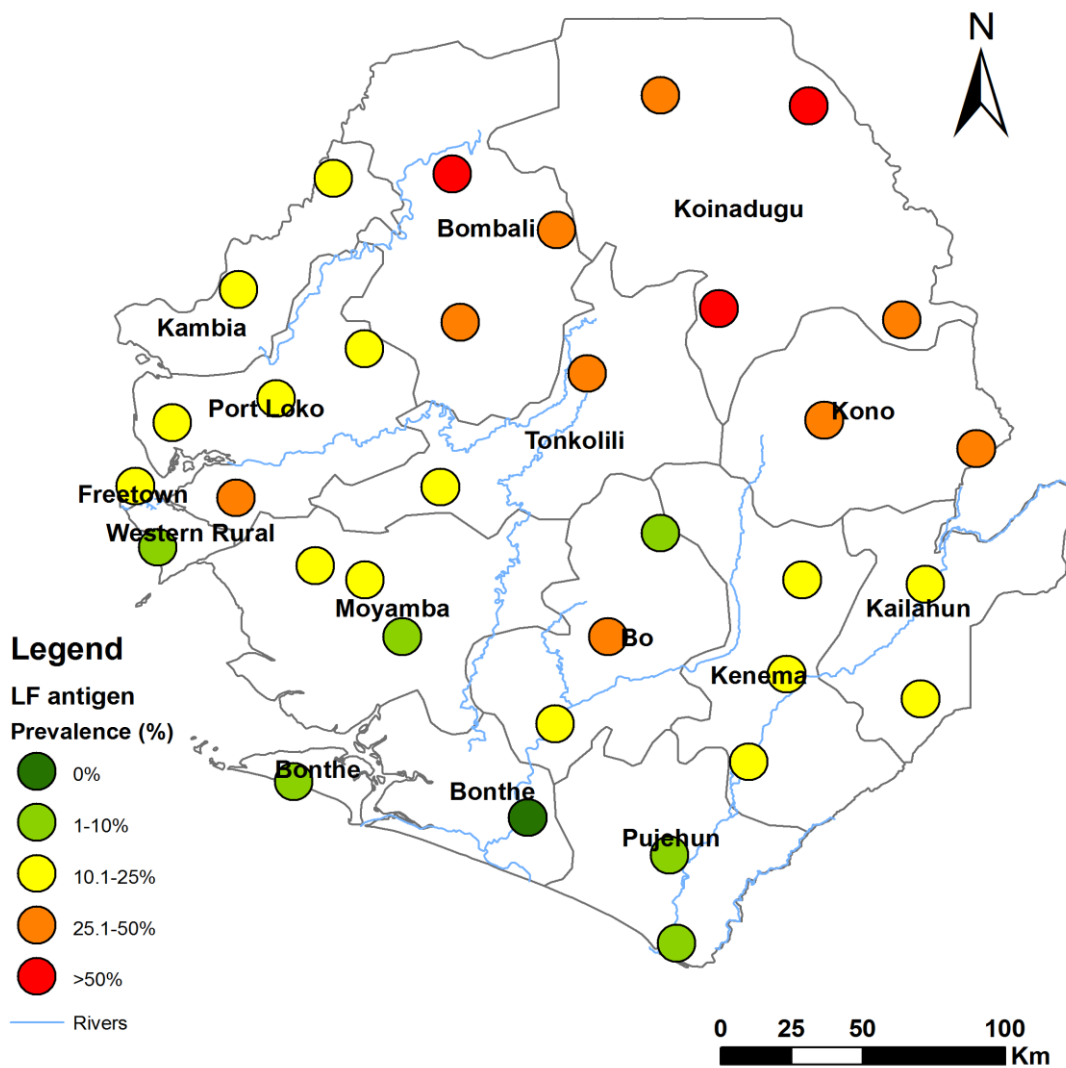 N
Koinadugu
Bombali
Kambia
Port Loko
Kono
Tonkolili
Freetown
Western Rural
Moyamba
Kailahun
Bo
Kenema
Bonthe
Bonthe
Pujehun
Legend
LF antigen
Prevalence (%)
0%
1-10%
10.1-25%
25.1-50%
>50%
Rivers
0 25 50 100
Km